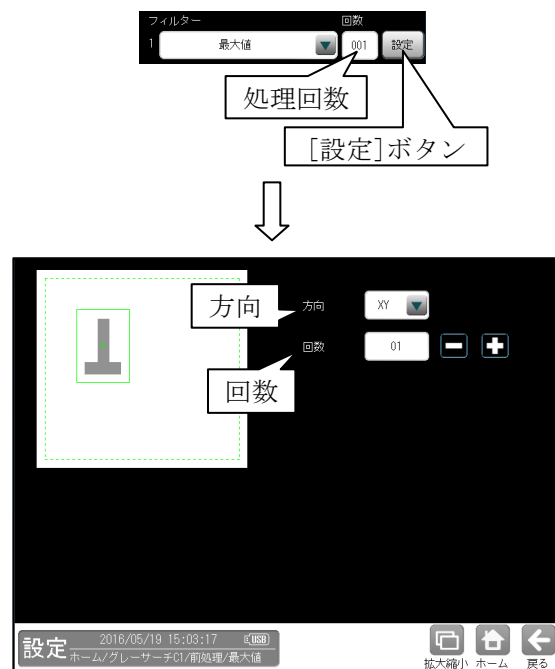 フィルター 回数
1 最大値 001 設定
処理回数
[設定]ボタン
方向 方向 XY
回数 01
回数
設定 2016/05/19 15:03:17 USB
ホーム/グレーサーチC1/前処理/最大値
拡大縮小 ホーム 戻る